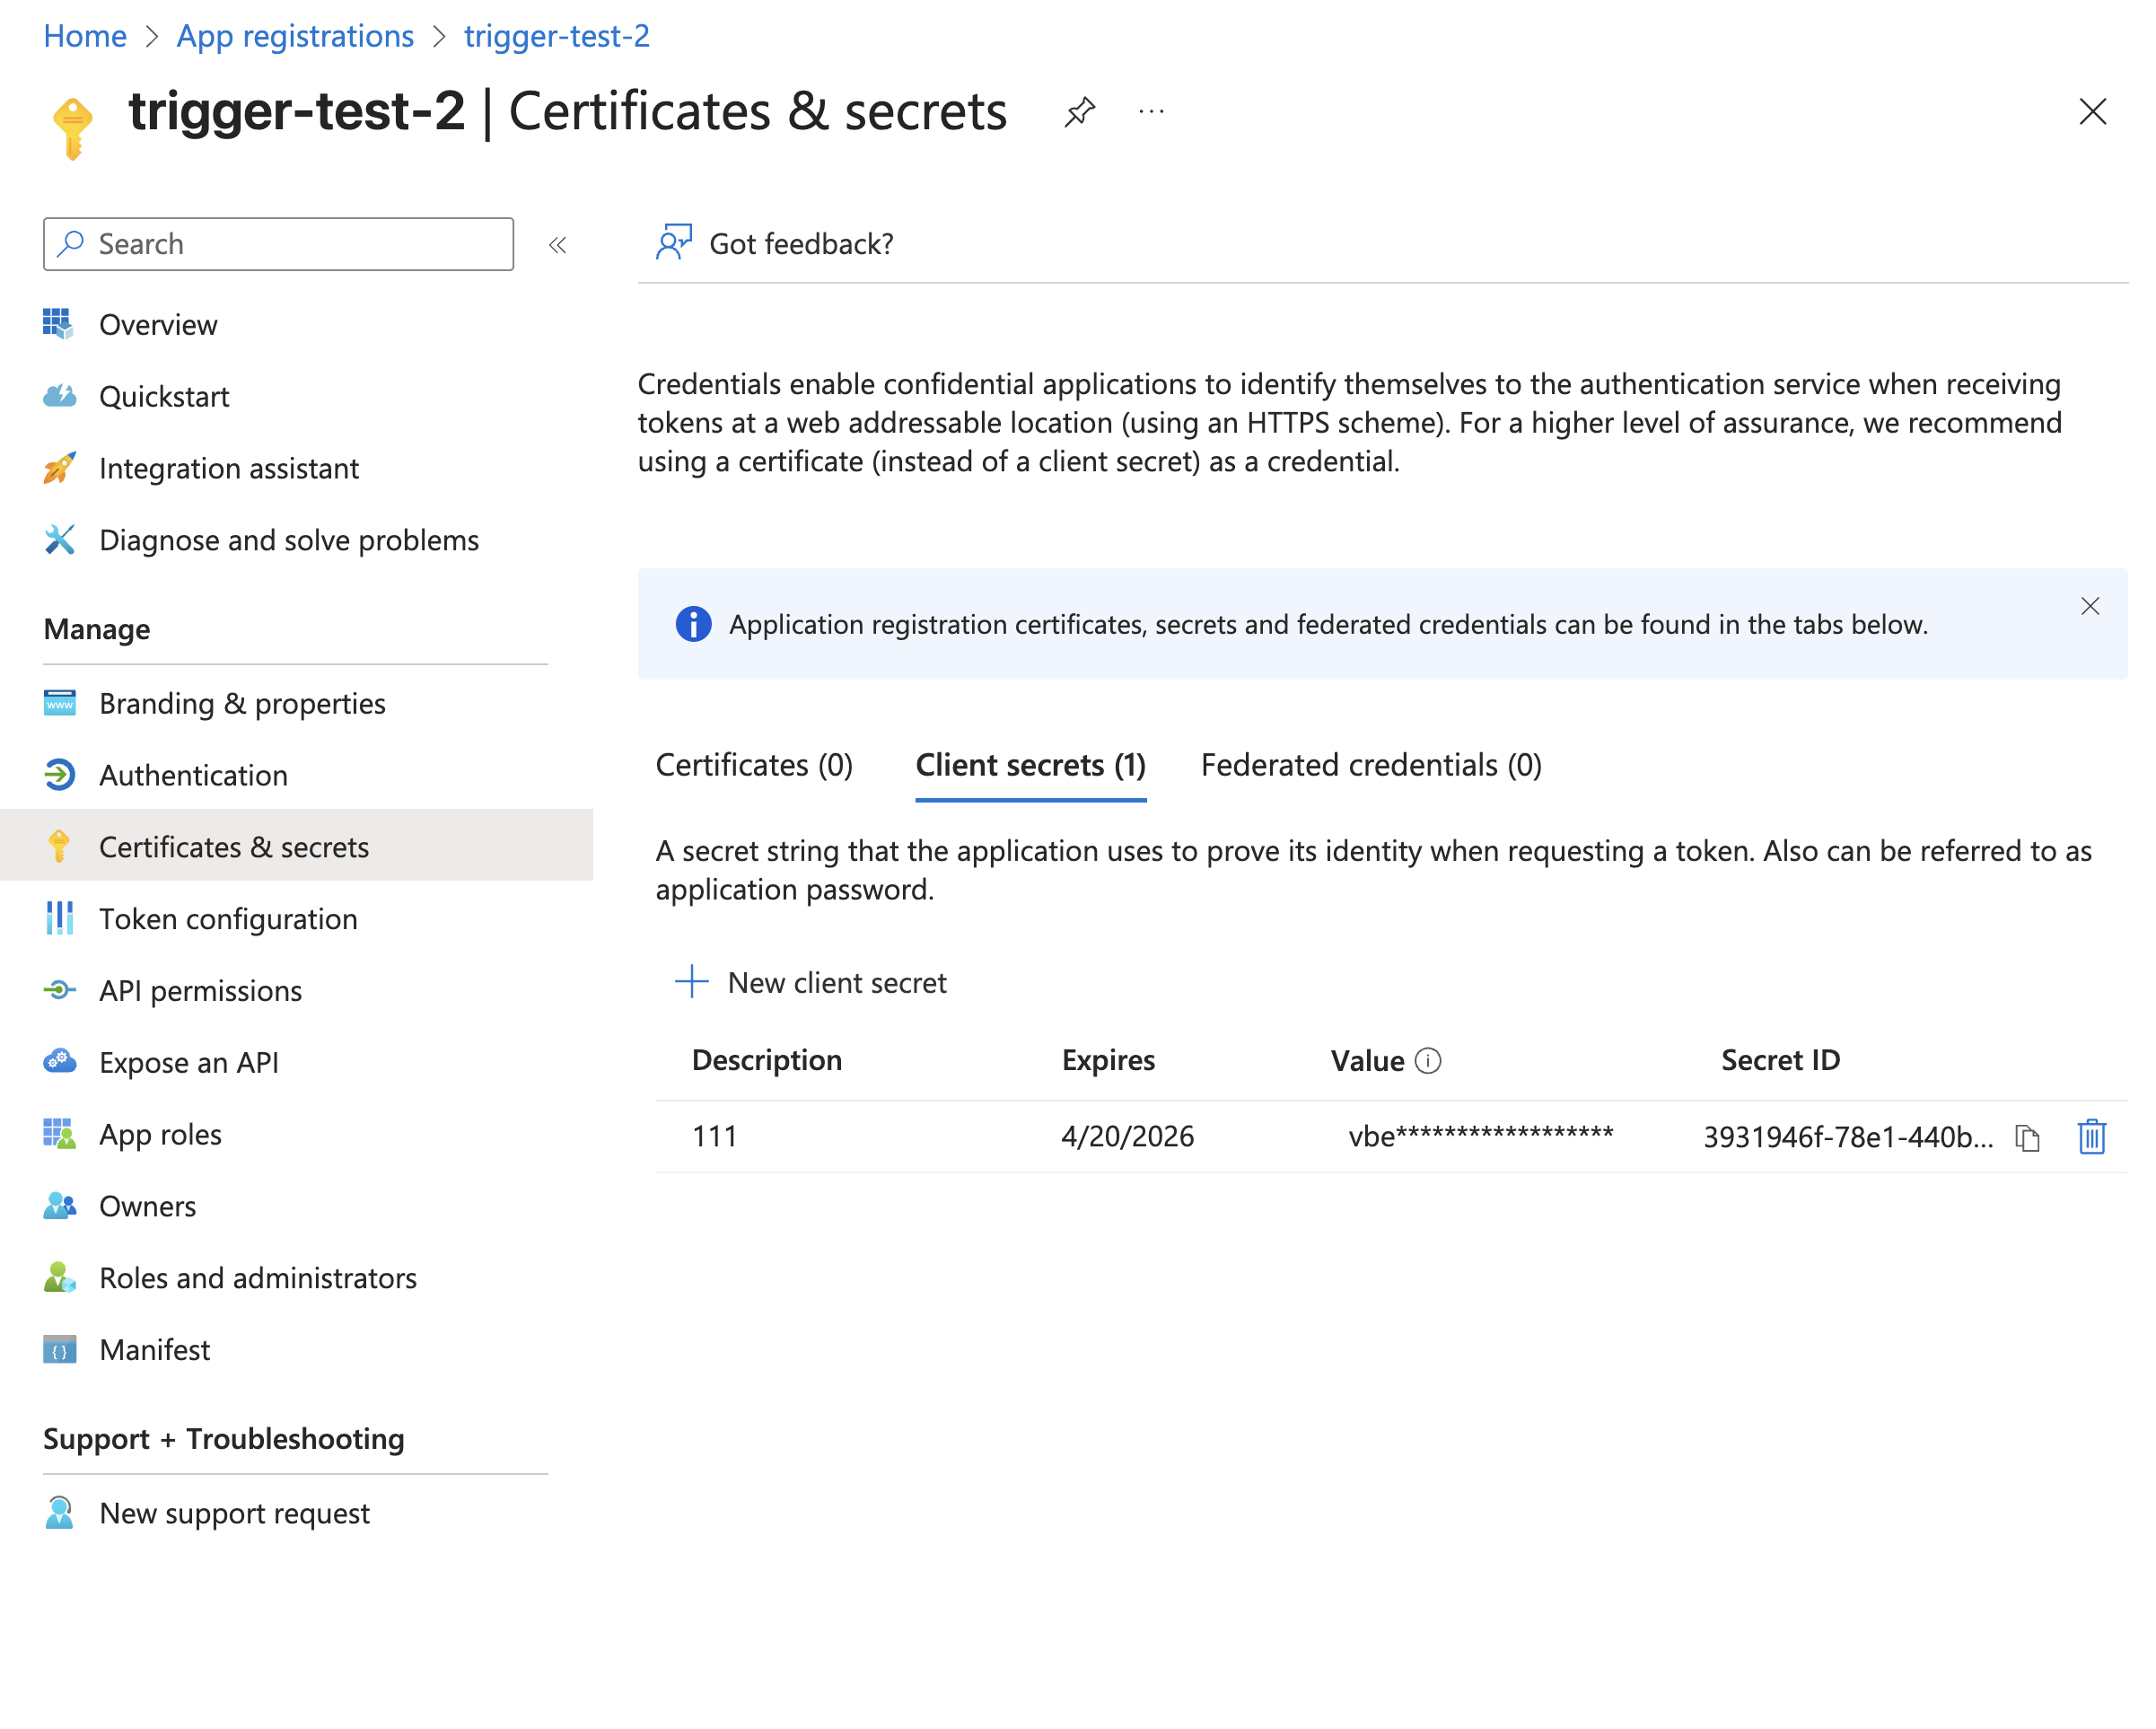 Home > App registrations > trigger-test-2
trigger-test-2 | Certificates & secrets
Search
Got feedback?
Overview
Quickstart
Integration assistant
Diagnose and solve problems
Manage
Branding & properties
Authentication
Certificates & secrets
Token configuration
API permissions
Expose an API
App roles
Owners
Roles and administrators
Manifest
Support + Troubleshooting
New support request
Credentials enable confidential applications to identify themselves to the authentication service when receiving
tokens at a web addressable location (using an HTTPS scheme). For a higher level of assurance, we recommend
using a certificate (instead of a client secret) as a credential.
Application registration certificates, secrets and federated credentials can be found in the tabs below.
Certificates (0) Client secrets (1) Federated credentials (0)
A secret string that the application uses to prove its identity when requesting a token. Also can be referred to as
application password.
New client secret
Description Expires Value Secret ID
111 4/20/2026 vbe****************** 3931946f-78e1-440b...